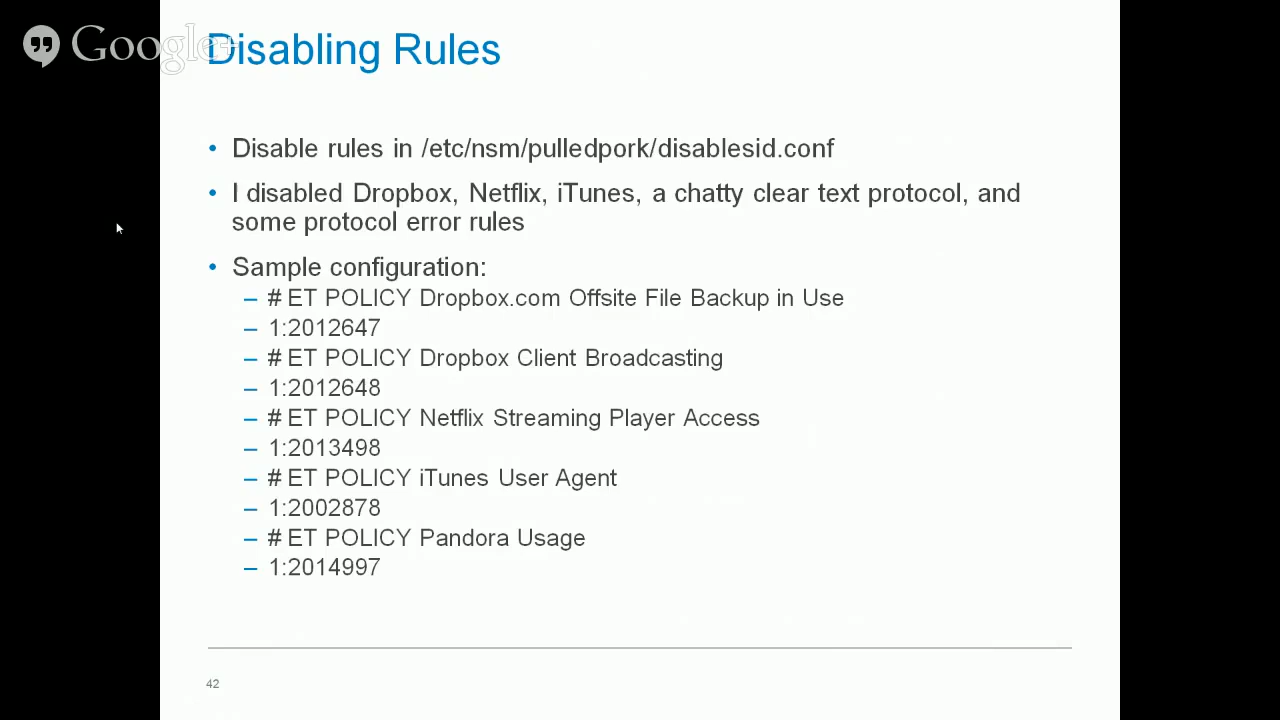 Google+
Disabling Rules
• Disable rules in /etc/nsm/pulledpork/disablesid.conf
• I disabled Dropbox, Netflix, iTunes, a chatty clear text protocol, and
some protocol error rules
• Sample configuration:
– # ET POLICY Dropbox.com Offsite File Backup in Use
– 1:2012647
– # ET POLICY Dropbox Client Broadcasting
– 1:2012648
– # ET POLICY Netflix Streaming Player Access
– 1:2013498
– # ET POLICY iTunes User Agent
– 1:2002878
– # ET POLICY Pandora Usage
– 1:2014997
42